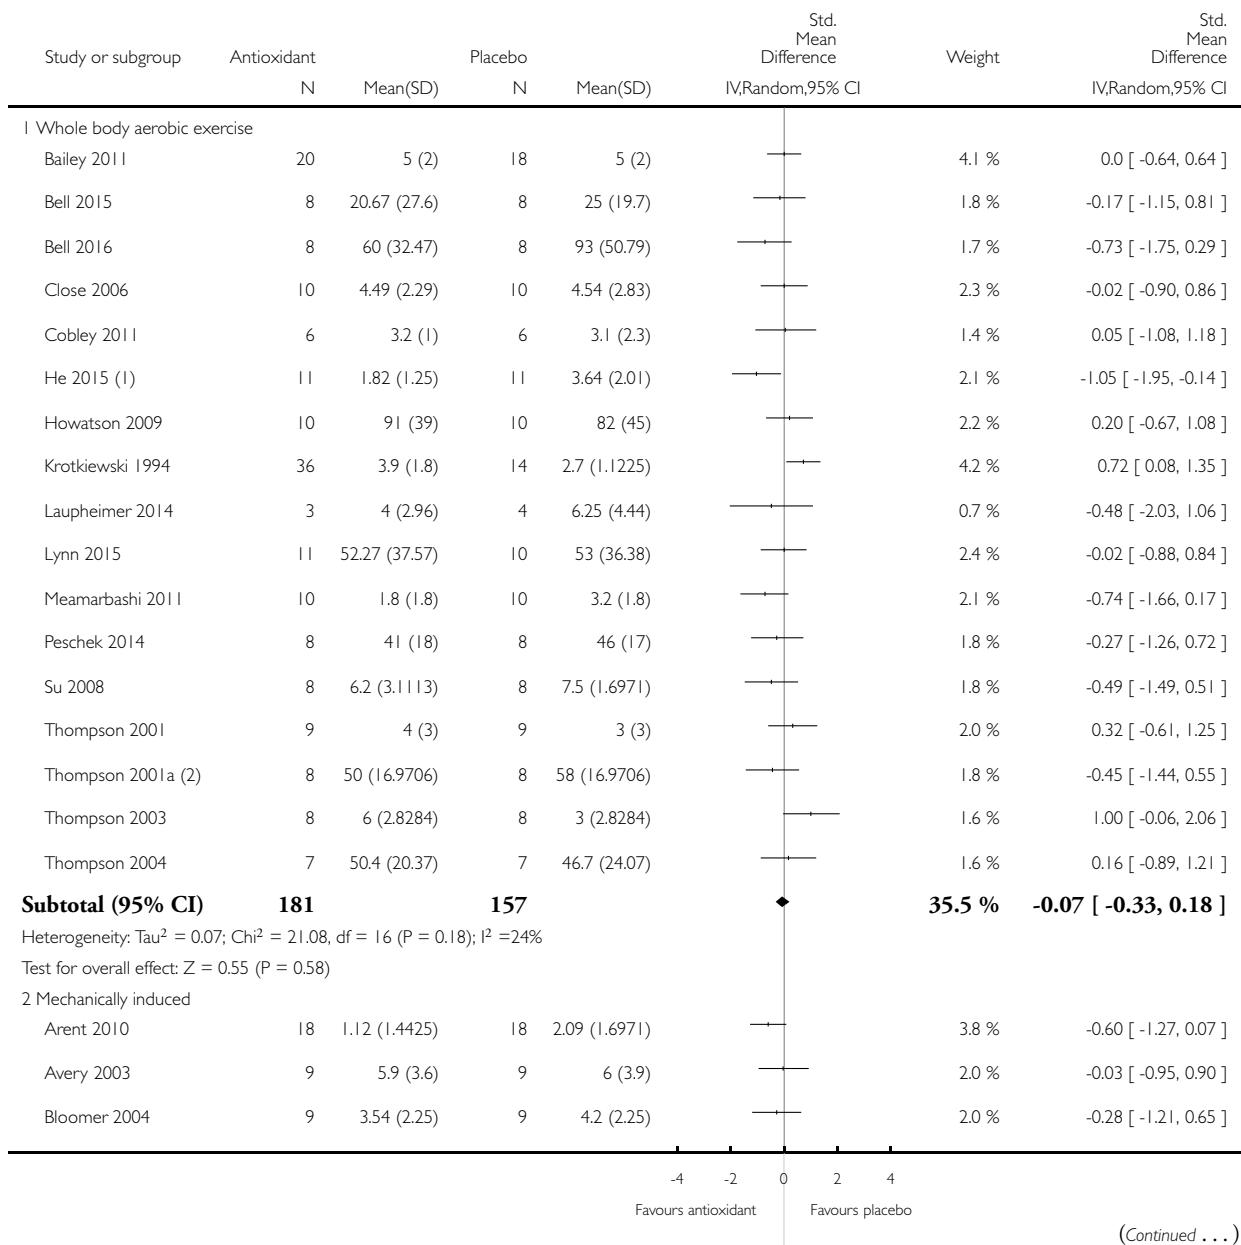 Std. Std.
Mean Mean
Study or subgroup Antioxidant Placebo Difference Weight Difference
N Mean(SD) N Mean(SD) IV,Random,95% CI IV,Random,95% CI
1 Whole body aerobic exercise
Bailey 2011 20 5 (2) 18 5 (2) 4.1 % 0.0 [ -0.64, 0.64 ]
Bell 2015 8 20.67 (27.6) 8 25 (19.7) 1.8 % -0.17 [ -1.15, 0.81 ]
Bell 2016 8 60 (32.47) 8 93 (50.79) 1.7 % -0.73 [ -1.75, 0.29 ]
Close 2006 10 4.49 (2.29) 10 4.54 (2.83) 2.3 % -0.02 [ -0.90, 0.86 ]
Cobley 2011 6 3.2 (1) 6 3.1 (2.3) 1.4 % 0.05 [ -1.08, 1.18 ]
He 2015 (1) 11 1.82 (1.25) 11 3.64 (2.01) 2.1 % -1.05 [ -1.95, -0.14 ]
Howatson 2009 10 91 (39) 10 82 (45) 2.2 % 0.20 [ -0.67, 1.08 ]
Krotkiewski 1994 36 3.9 (1.8) 14 2.7 (1.1225) 4.2 % 0.72 [ 0.08, 1.35 ]
Laupheimer 2014 3 4 (2.96) 4 6.25 (4.44) 0.7 % -0.48 [ -2.03, 1.06 ]
Lynn 2015 11 52.27 (37.57) 10 53 (36.38) 2.4 % -0.02 [ -0.88, 0.84 ]
Meamarbashi 2011 10 1.8 (1.8) 10 3.2 (1.8) 2.1 % -0.74 [ -1.66, 0.17 ]
Peschek 2014 8 41 (18) 8 46 (17) 1.8 % -0.27 [ -1.26, 0.72 ]
Su 2008 8 6.2 (3.1113) 8 7.5 (1.6971) 1.8 % -0.49 [ -1.49, 0.51 ]
Thompson 2001 9 4 (3) 9 3 (3) 2.0 % 0.32 [ -0.61, 1.25 ]
Thompson 2001a (2) 8 50 (16.9706) 8 58 (16.9706) 1.8 % -0.45 [ -1.44, 0.55 ]
Thompson 2003 8 6 (2.8284) 8 3 (2.8284) 1.6 % 1.00 [ -0.06, 2.06 ]
Thompson 2004 7 50.4 (20.37) 7 46.7 (24.07) 1.6 % 0.16 [ -0.89, 1.21 ]
Subtotal (95% CI) 181 157 35.5 % -0.07 [ -0.33, 0.18 ]
Heterogeneity: Tau² = 0.07; Chi² = 21.08, df = 16 (P = 0.18); I² =24%
Test for overall effect: Z = 0.55 (P = 0.58)
2 Mechanically induced
Arent 2010 18 1.12 (1.4425) 18 2.09 (1.6971) 3.8 % -0.60 [ -1.27, 0.07 ]
Avery 2003 9 5.9 (3.6) 9 6 (3.9) 2.0 % -0.03 [ -0.95, 0.90 ]
Bloomer 2004 9 3.54 (2.25) 9 4.2 (2.25) 2.0 % -0.28 [ -1.21, 0.65 ]
-4 -2 0 2 4
Favours antioxidant Favours placebo
(Continued . . . )